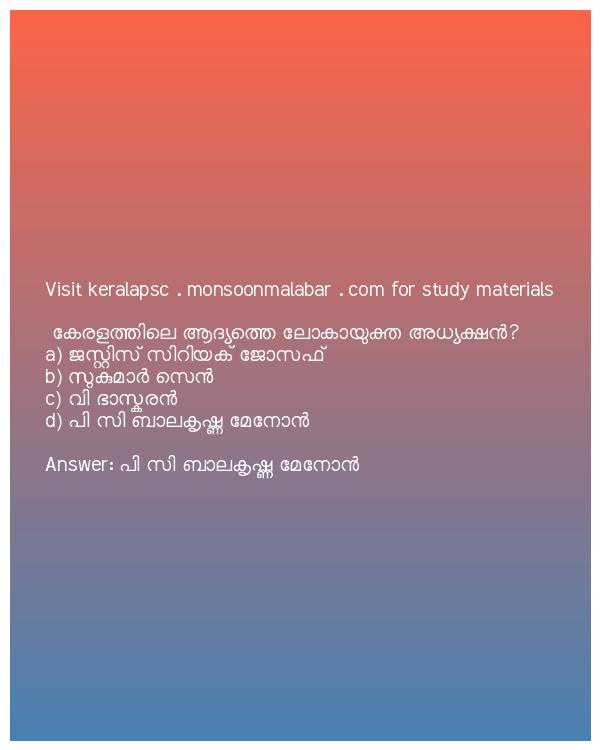 Visit keralapsc . monsoonmalabar . com for study materials
കേരളത്തിലെ ആദ്യത്തെ ലോകായുക്ത അധ്യക്ഷൻ?
a) ജസ്റ്റിസ് സിറിയക് ജോസഫ്
b) സുകുമാർ സെൻ
c) വി ഭാസ്കരൻ
d) പി സി ബാലകൃഷ്ണ മേനോൻ
Answer: പി സി ബാലകൃഷ്ണ മേനോൻ